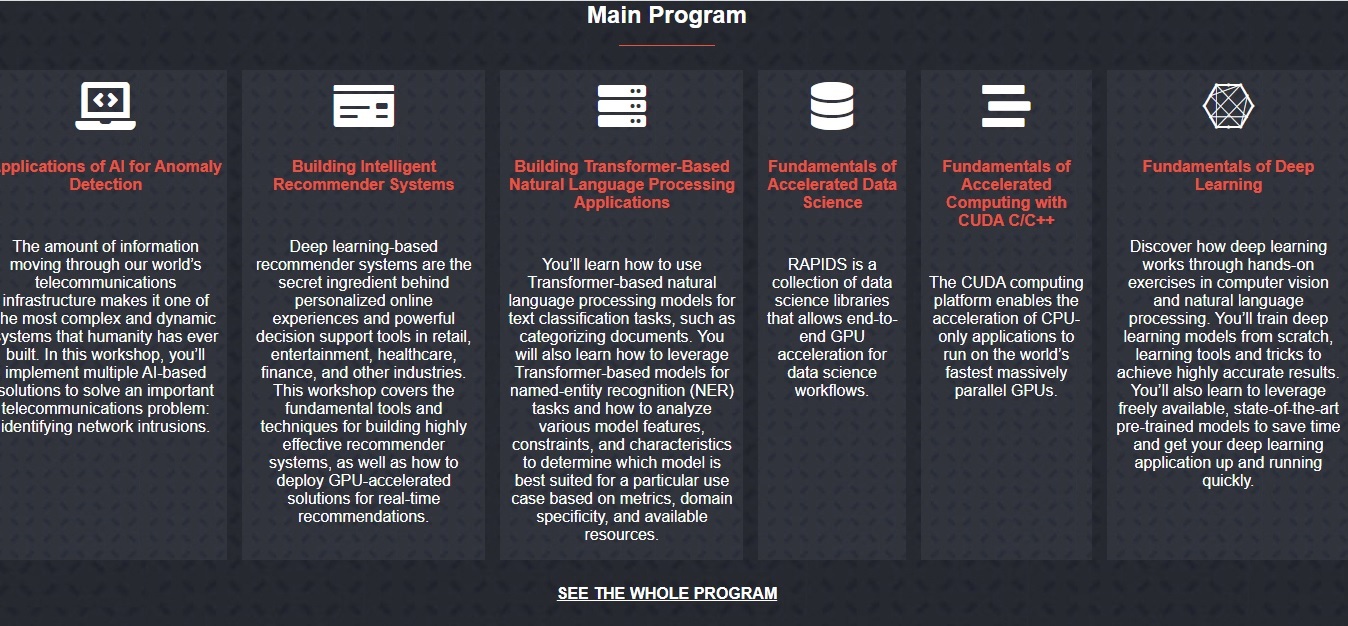 Main Program
pplications of AI for Anomaly
Detection
The amount of information
moving through our world's
telecommunications
infrastructure makes it one of
he most complex and dynamic
ystems that humanity has ever
built. In this workshop, you'll
implement multiple AI-based
solutions to solve an important
telecommunications problem:
identifying network intrusions.
Building Intelligent
Recommender Systems
Deep learning-based
recommender systems are the
secret ingredient behind
personalized online
experiences and powerful
decision support tools in retail,
entertainment, healthcare,
finance, and other industries.
This workshop covers the
fundamental tools and
techniques for building highly
effective recommender
systems, as well as how to
deploy GPU-accelerated
solutions for real-time
recommendations.
Building Transformer-Based
Natural Language Processing
Applications
You'll learn how to use
Transformer-based natural
language processing models for
text classification tasks, such as
categorizing documents. You
will also learn how to leverage
Transformer-based models for
named-entity recognition (NER)
tasks and how to analyze
various model features,
constraints, and characteristics
to determine which model is
best suited for a particular use
case based on metrics, domain
specificity, and available
resources.
Fundamentals of
Accelerated Data
Science
RAPIDS is a
collection of data
science libraries
that allows end-to-
end GPU
acceleration for
data science
workflows.
Fundamentals of
Accelerated
Computing with
CUDA C/C++
The CUDA computing
platform enables the
acceleration of CPU-
only applications to
run on the world's
fastest massively
parallel GPUs.
Fundamentals of Deep
Learning
Discover how deep learning
works through hands-on
exercises in computer vision
and natural language
processing. You'll train deep
learning models from scratch,
learning tools and tricks to
achieve highly accurate results.
You'll also learn to leverage
freely available, state-of-the-art
pre-trained models to save time
and get your deep learning
application up and running
quickly.
SEE THE WHOLE PROGRAM